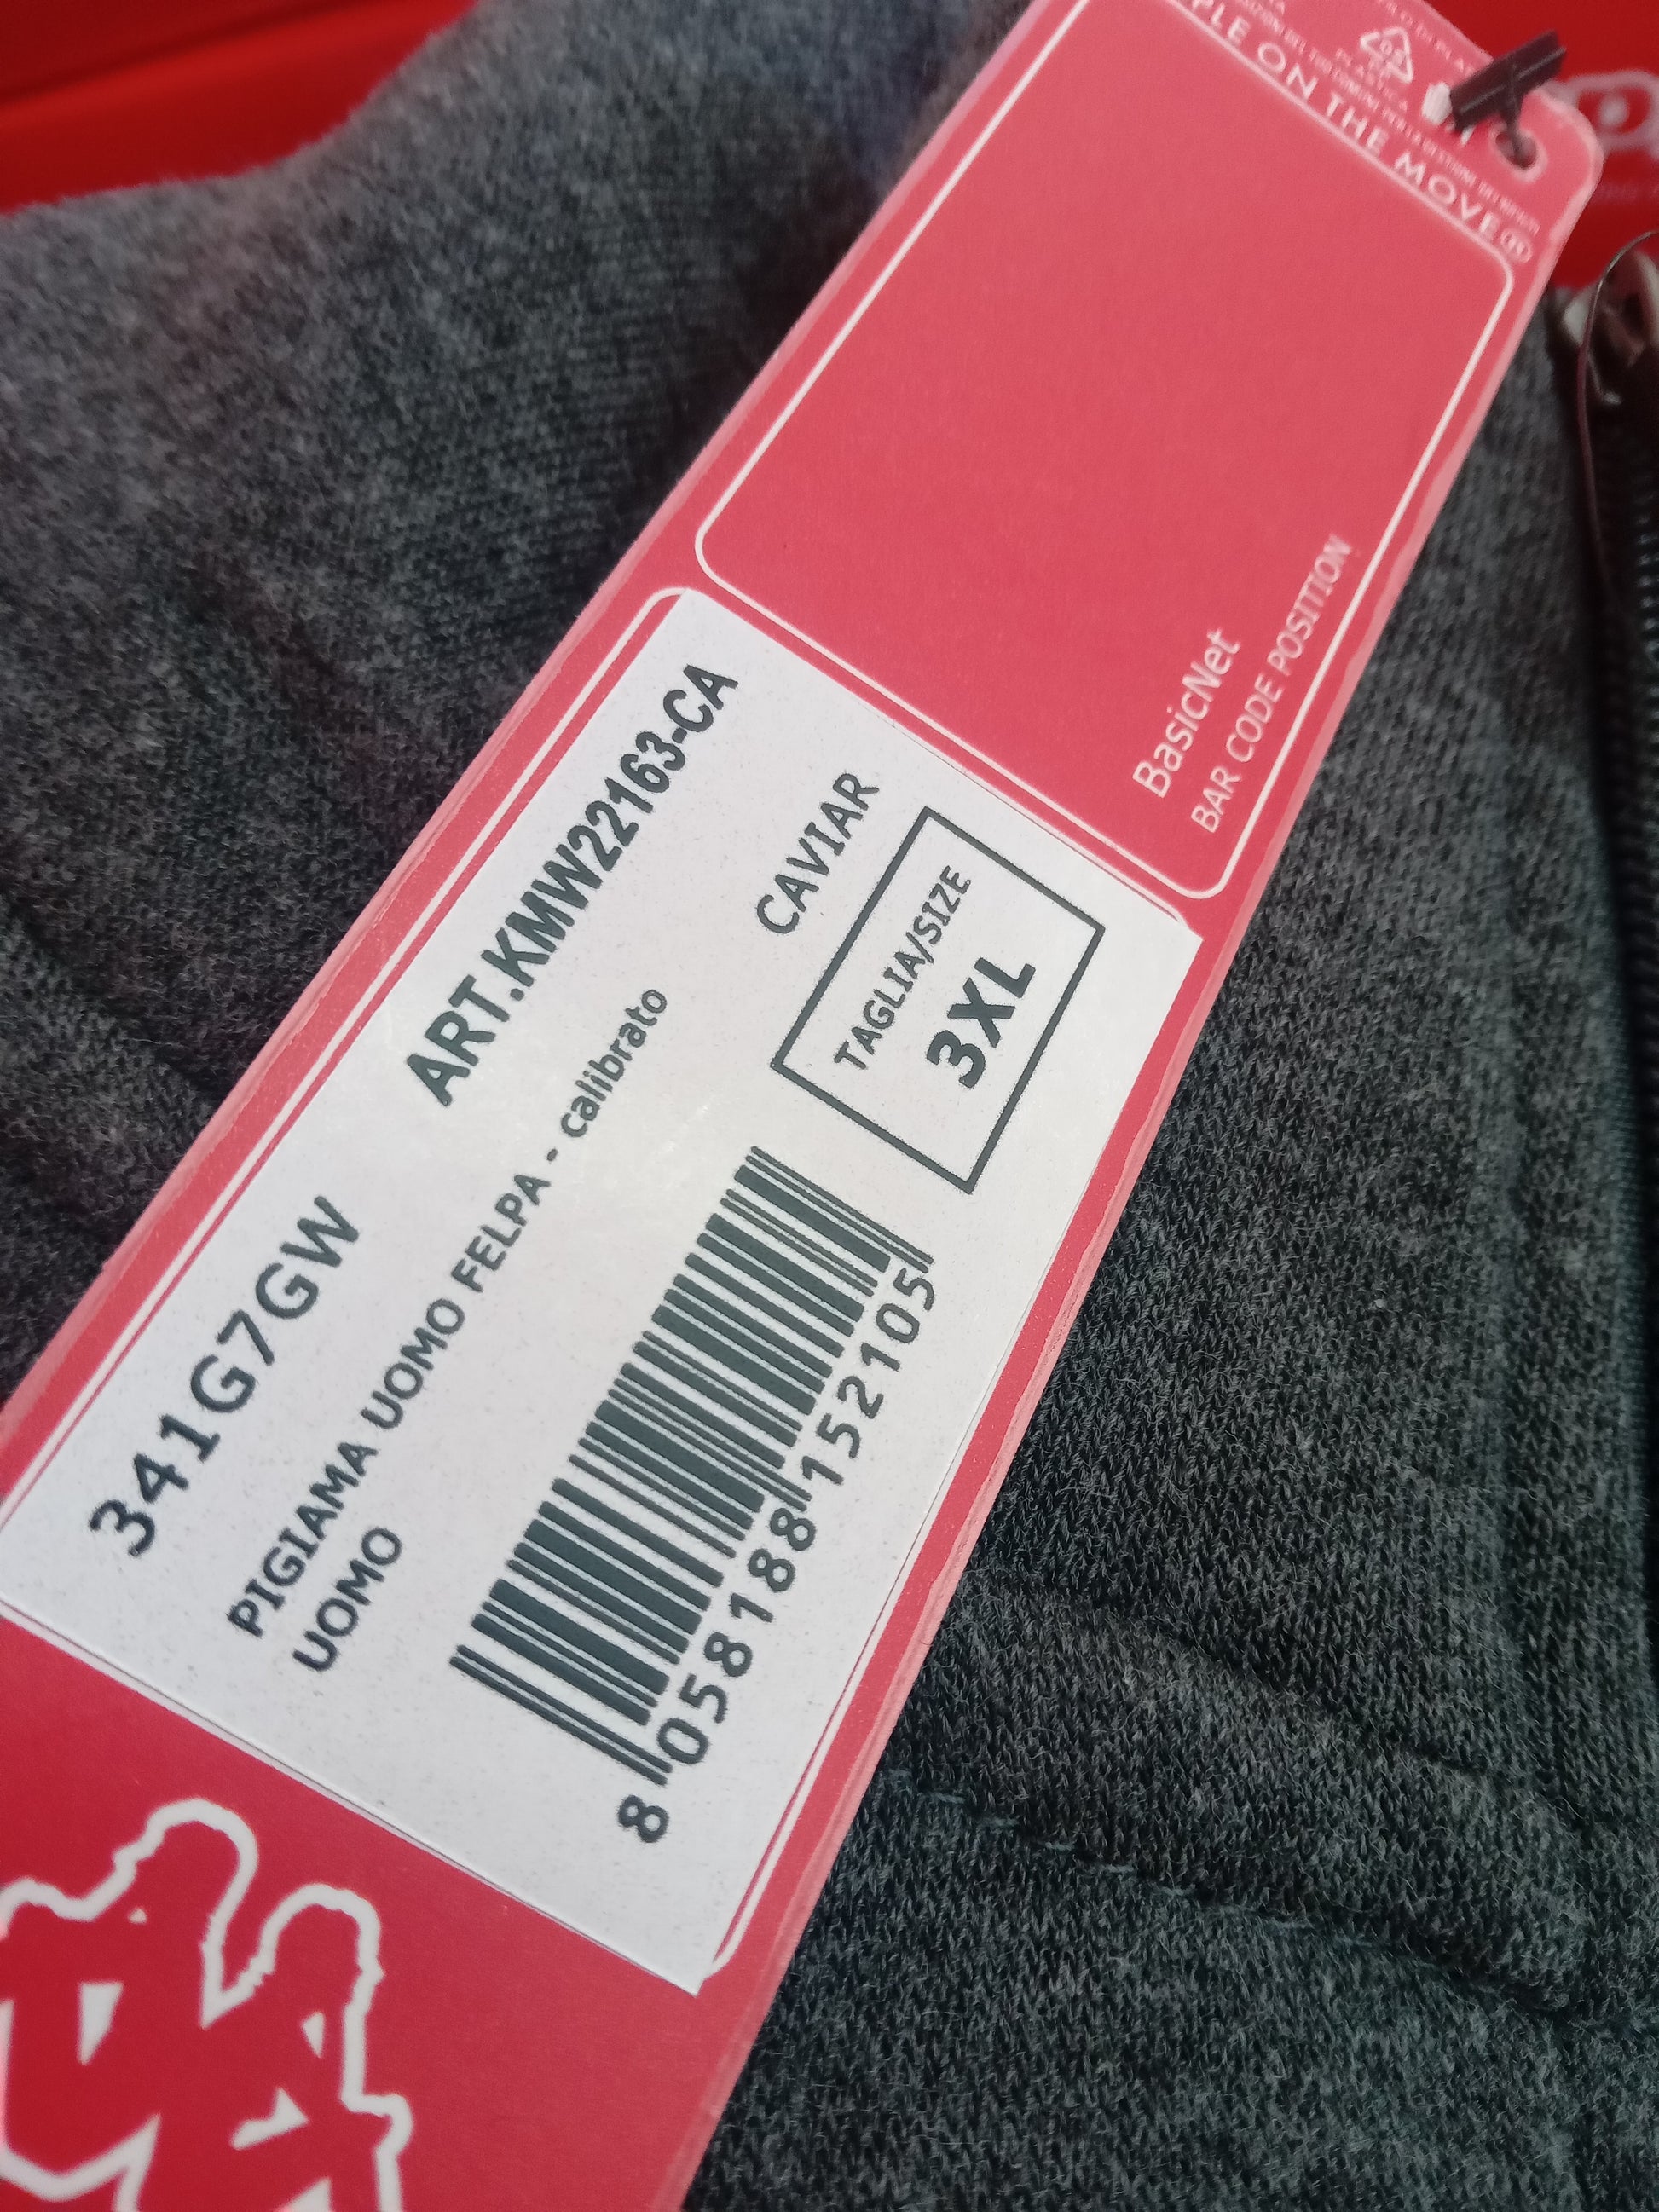 PLE ON THE MOVE®
PLASTICA
BasicNet
BAR CODE POSITION
341G7GW
ART.KMW22163-CA
PIGIAMA UOMO FELPA - calibrato
UOMO
CAVIAR
TAGLIA/SIZE
3XL
8 058188 152105